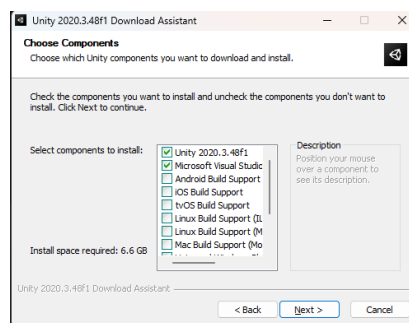 Unity 2020.3.48f1 Download Assistant
Choose Components
Choose which Unity components you want to download and install.
Check the components you want to install and uncheck the components you don't want to
install. Click Next to continue.
Select components to install:
Unity 2020.3.48f1
Microsoft Visual Studic
Android Build Support
iOS Build Support
tvOS Build Support
Linux Build Support (IL
Linux Build Support (M
Mac Build Support (Mo
Description
Position your mouse
over a component to
see its description.
Install space required: 6.6 GB
Unity 2020.3.48f1 Download Assistant
< Back
Next >
Cancel